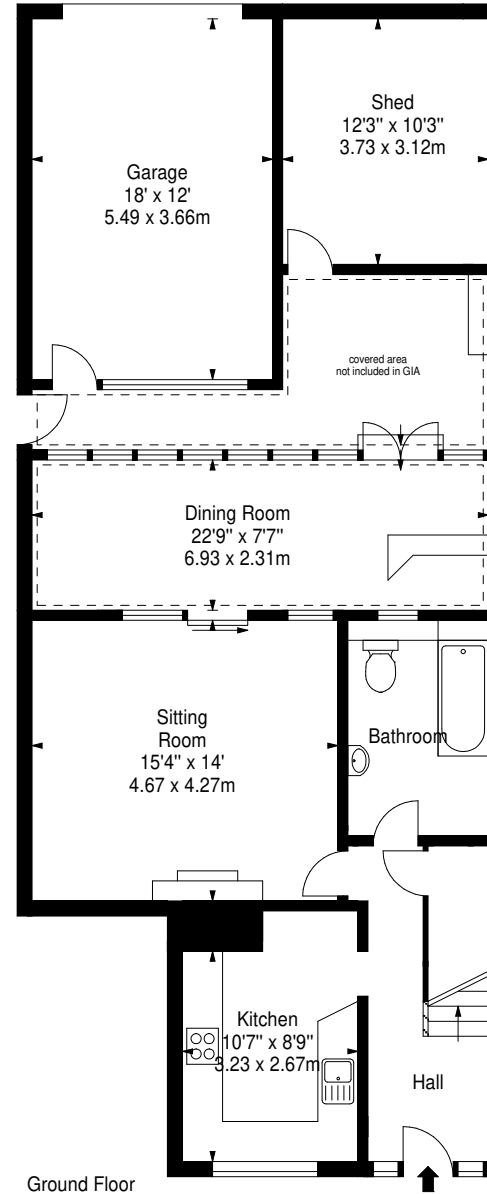 Shed
12'3" x 10'3"
3.73 x 3.12m
Garage
18' x 12'
5.49 x 3.66m
covered area
not included in GIA
Dining Room
22'9" x 7'7"
6.93 x 2.31m
Sitting
Room
15'4" x 14'
4.67 x 4.27m
Bathroom
Kitchen
10'7" x 8'9"
3.23 x 2.67m
Hall
Ground Floor